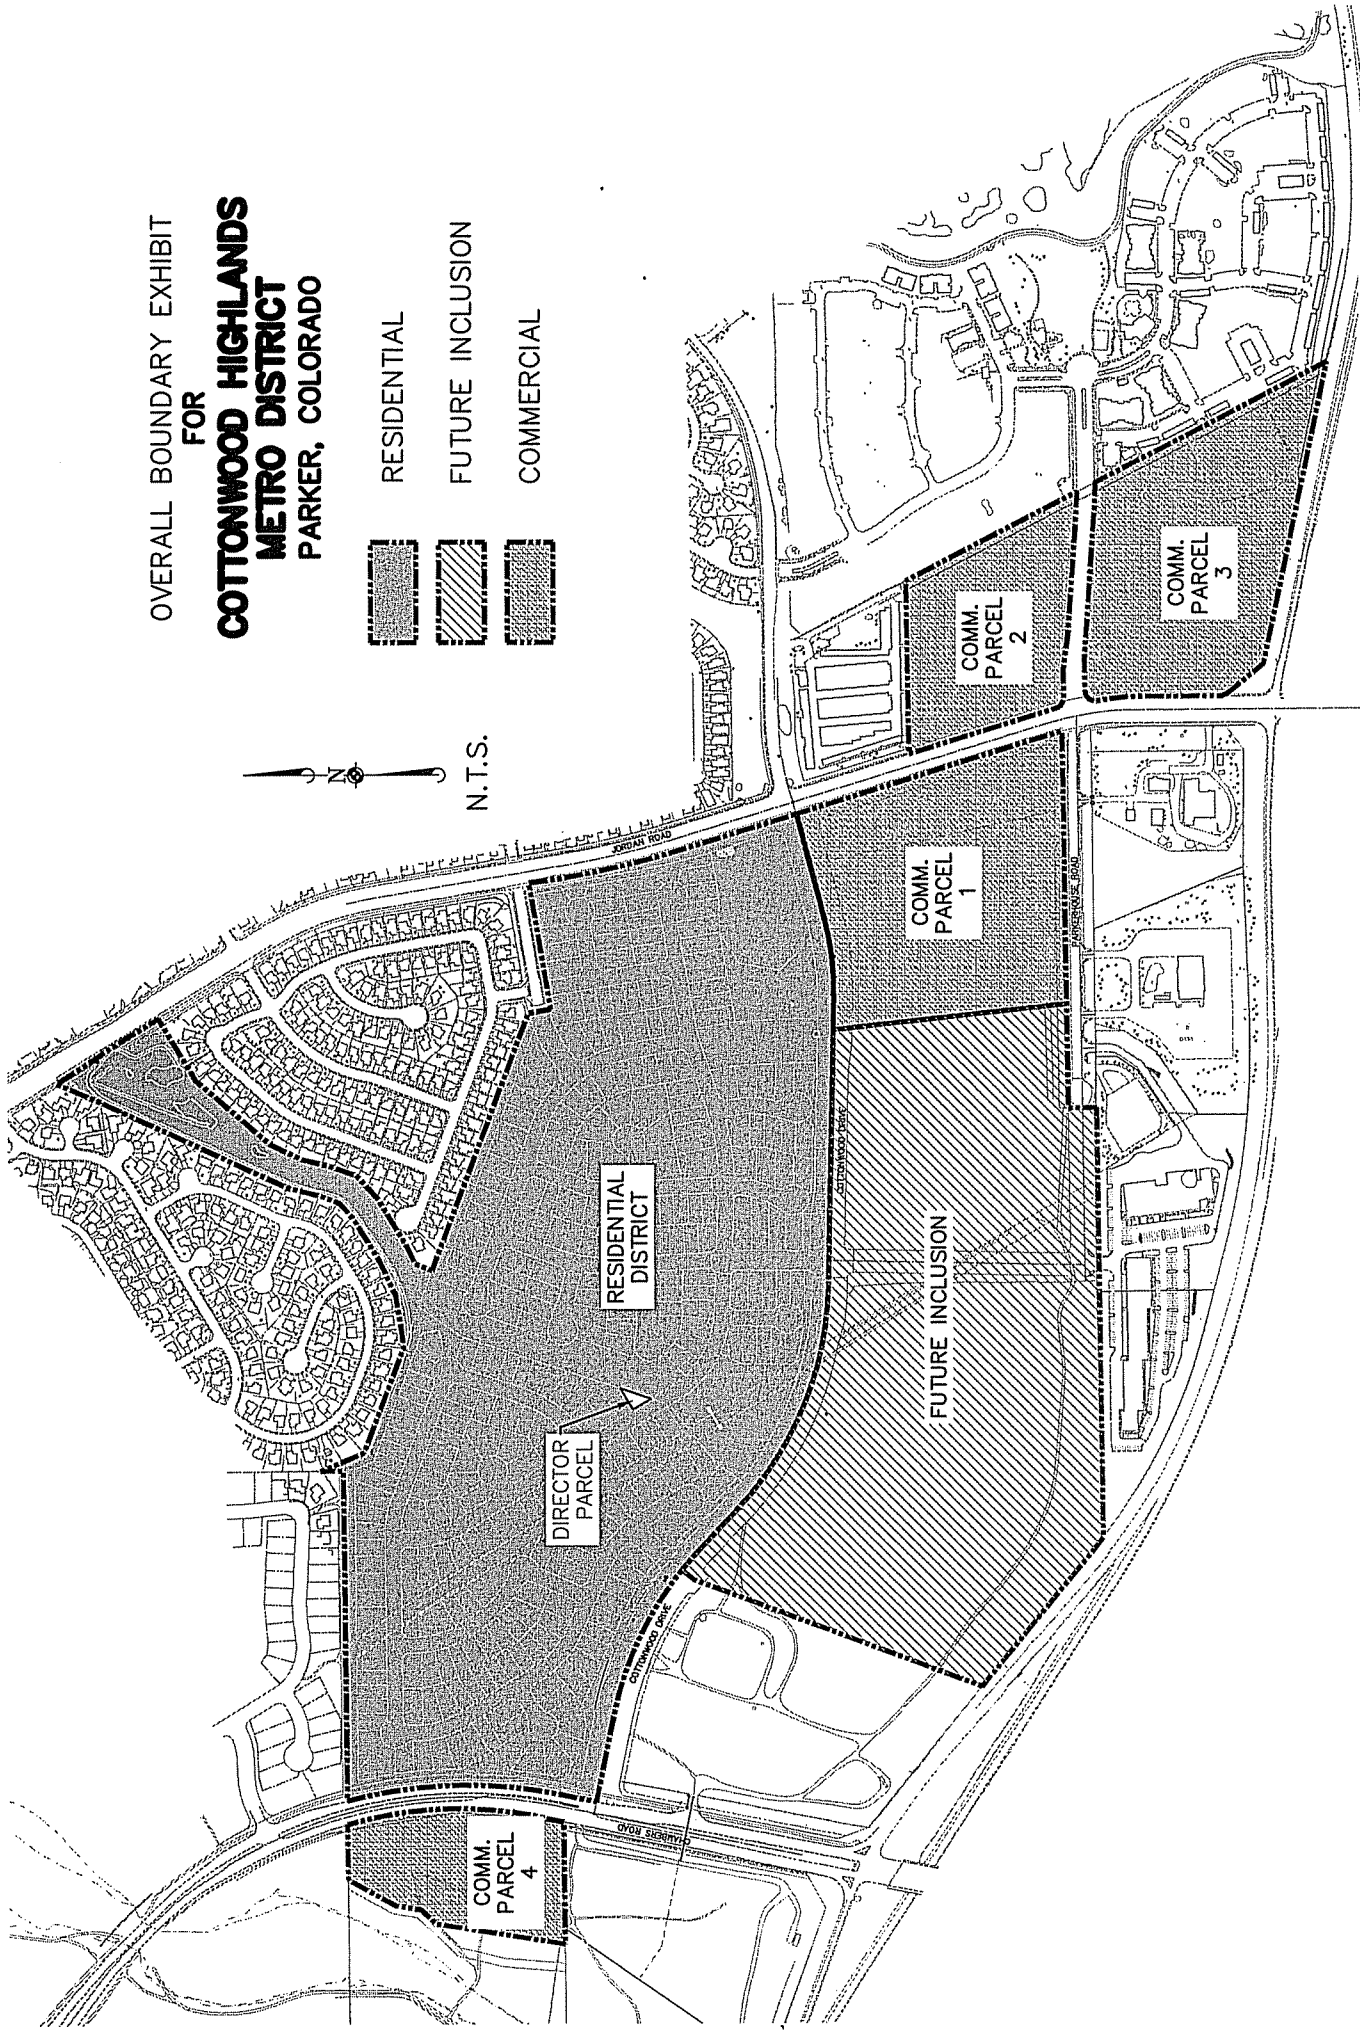 OVERALL BOUNDARY EXHIBIT
FOR
COTTONWOOD HIGHLANDS
METRO DISTRICT
PARKER, COLORADO
RESIDENTIAL
FUTURE INCLUSION
COMMERCIAL
N
N.T.S.
JORDAN ROAD
RESIDENTIAL
DISTRICT
DIRECTOR
PARCEL
COTTONWOOD DRIVE
COTTONWOOD DRIVE
FUTURE INCLUSION
COMM.
PARCEL
1
COMM.
PARCEL
2
COMM.
PARCEL
3
COMM.
PARCEL
4
CHAMBERS ROAD